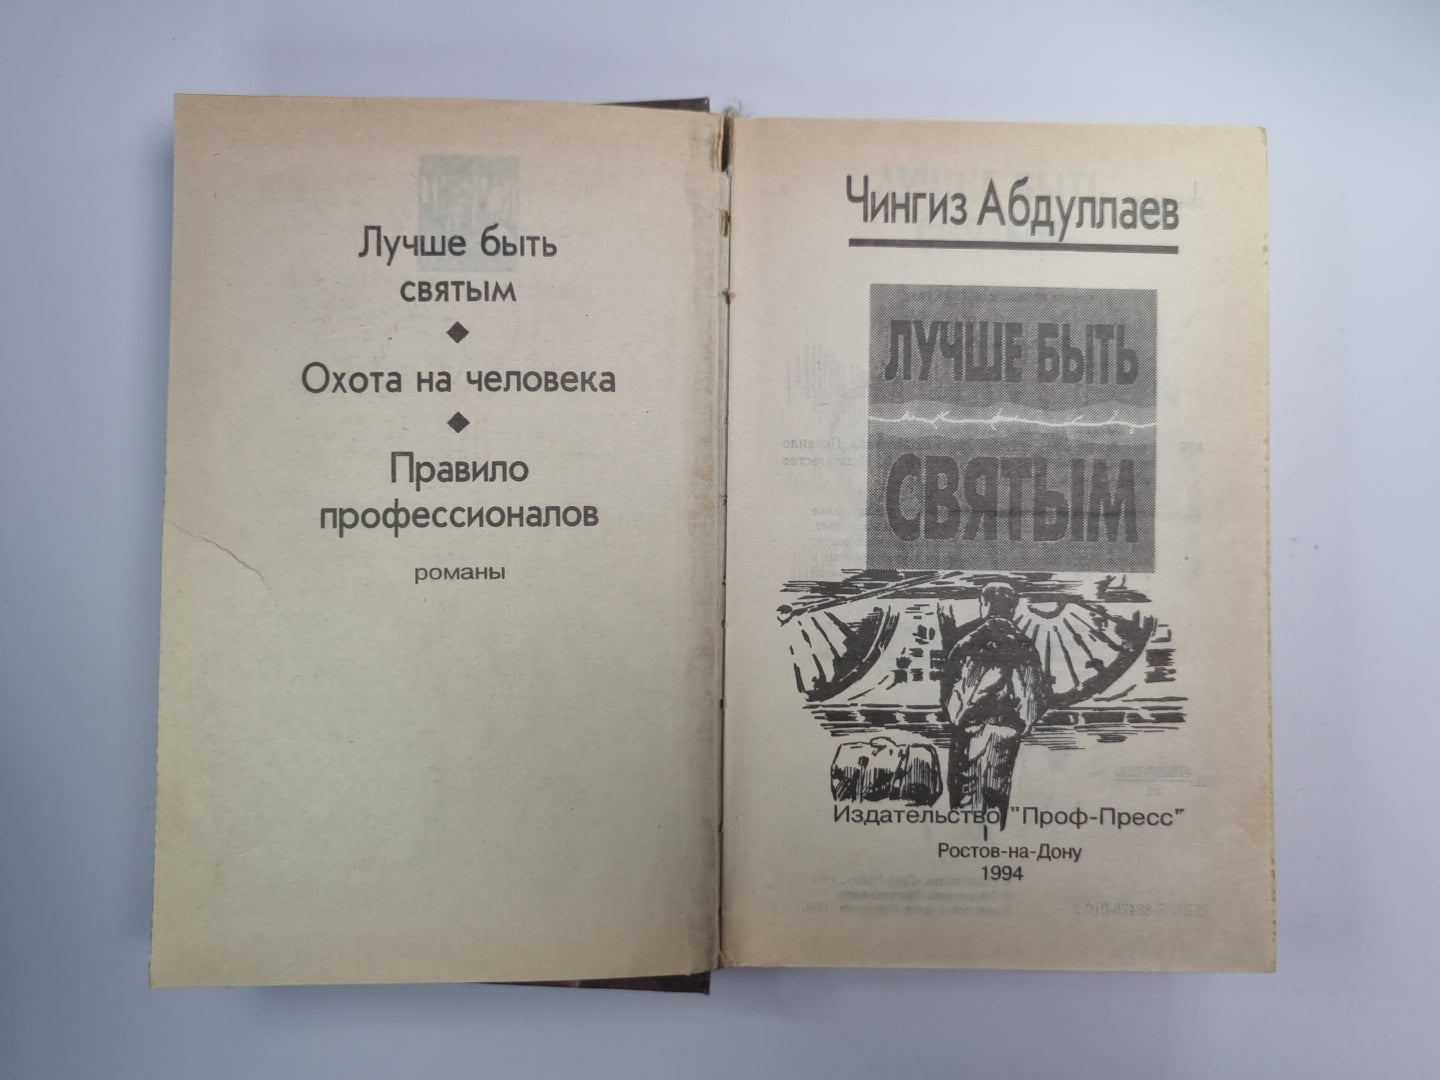 Лучше быть
святым
Охота на человека
Правило
профессионалов
романы
Чингиз Абдуллаев
ЛУЧШЕ БЫТЬ
СВЯТЫМ
Издательство "Проф-Пресс"
Ростов-на-Дону
1994